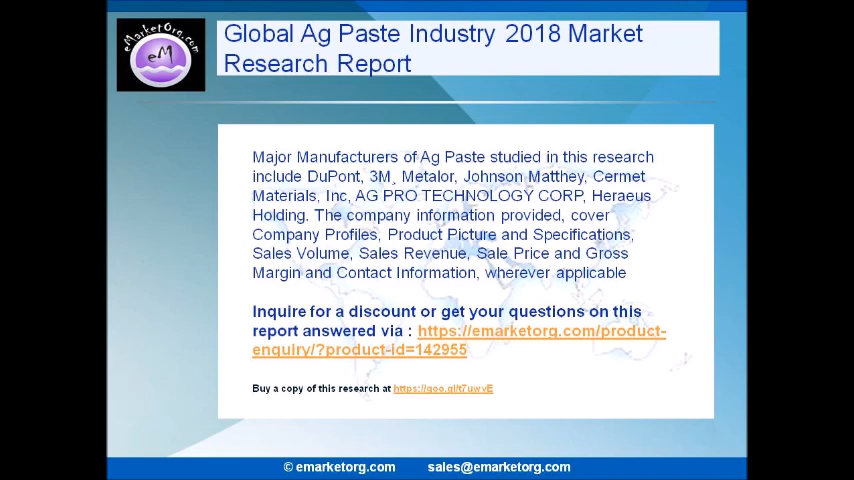 eMarketOrg.com
eM
Global Ag Paste Industry 2018 Market
Research Report
Major Manufacturers of Ag Paste studied in this research
include DuPont, 3M, Metalor, Johnson Matthey, Cermet
Materials, Inc, AG PRO TECHNOLOGY CORP, Heraeus
Holding. The company information provided, cover
Company Profiles, Product Picture and Specifications,
Sales Volume, Sales Revenue, Sale Price and Gross
Margin and Contact Information, wherever applicable
Inquire for a discount or get your questions on this
report answered via : https://emarketorg.com/product-
enquiry/?product-id=142955
Buy a copy of this research at https://goo.gl/t7uwvE
© emarketorg.com sales@emarketorg.com